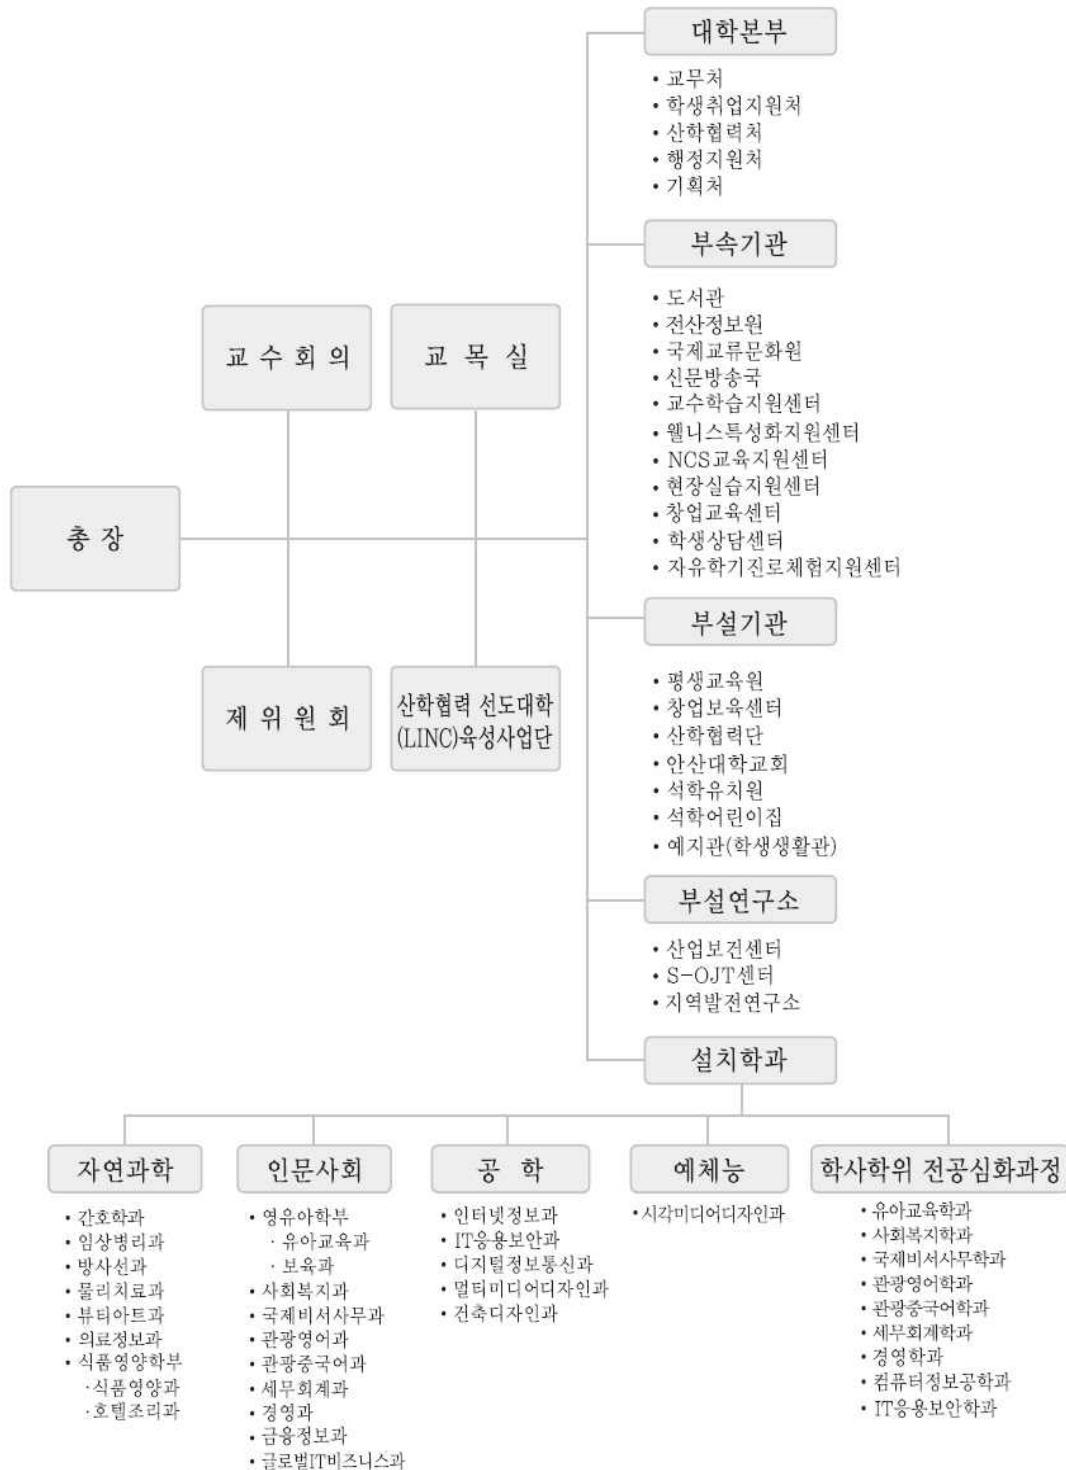 대학본부
• 교무처
• 학생취업지원처
• 산학협력처
• 행정지원처
• 기획처
부속기관
• 도서관
• 전산정보원
• 국제교류문화원
• 신문방송국
• 교수학습지원센터
• 웰니스특성화지원센터
• NCS교육지원센터
• 현장실습지원센터
• 창업교육센터
• 학생상담센터
• 자유학기진로체험지원센터
교 수 회 의
교 목 실
총 장
제 위 원 회
산학협력 선도대학
(LINC)육성사업단
부설기관
• 평생교육원
• 창업보육센터
• 산학협력단
• 안산대학교회
• 석학유치원
• 석학어린이집
• 예지관(학생생활관)
부설연구소
• 산업보건센터
• S-OJT센터
• 지역발전연구소
설치학과
자연과학
• 간호학과
• 임상병리과
• 방사선과
• 물리치료과
• 뷰티아트과
• 의료정보과
• 식품영양학부
·식품영양과
·호텔조리과
인문사회
• 영유아학부
· 유아교육과
· 보육과
• 사회복지과
• 국제비서사무과
• 관광영어과
• 관광중국어과
• 세무회계과
• 경영과
• 금융정보과
• 글로벌IT비즈니스과
공 학
• 인터넷정보과
• IT응용보안과
• 디지털정보통신과
• 멀티미디어디자인과
• 건축디자인과
예체능
• 시각미디어디자인과
학사학위 전공심화과정
• 유아교육학과
• 사회복지학과
• 국제비서사무학과
• 관광영어학과
• 관광중국어학과
• 세무회계학과
• 경영학과
• 컴퓨터정보공학과
• IT응용보안학과